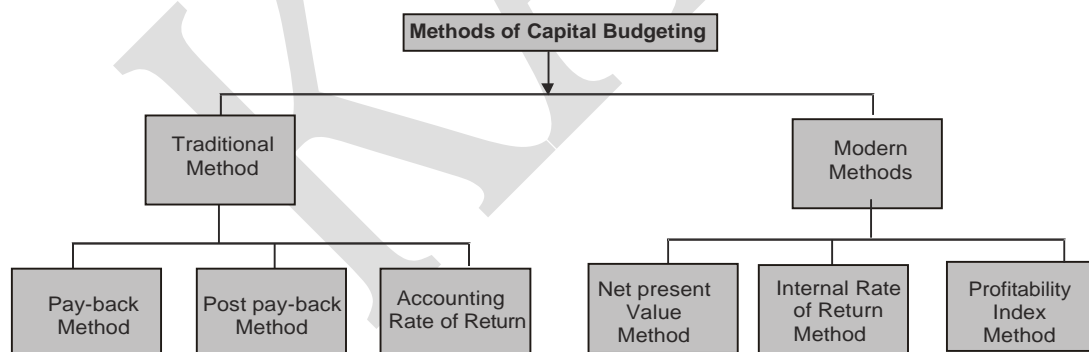 Methods of Capital Budgeting
Traditional
Method
Modern
Methods
Pay-back
Method
Post pay-back
Method
Accounting
Rate of Return
Net present
Value
Method
Internal Rate
of Return
Method
Profitability
Index
Method